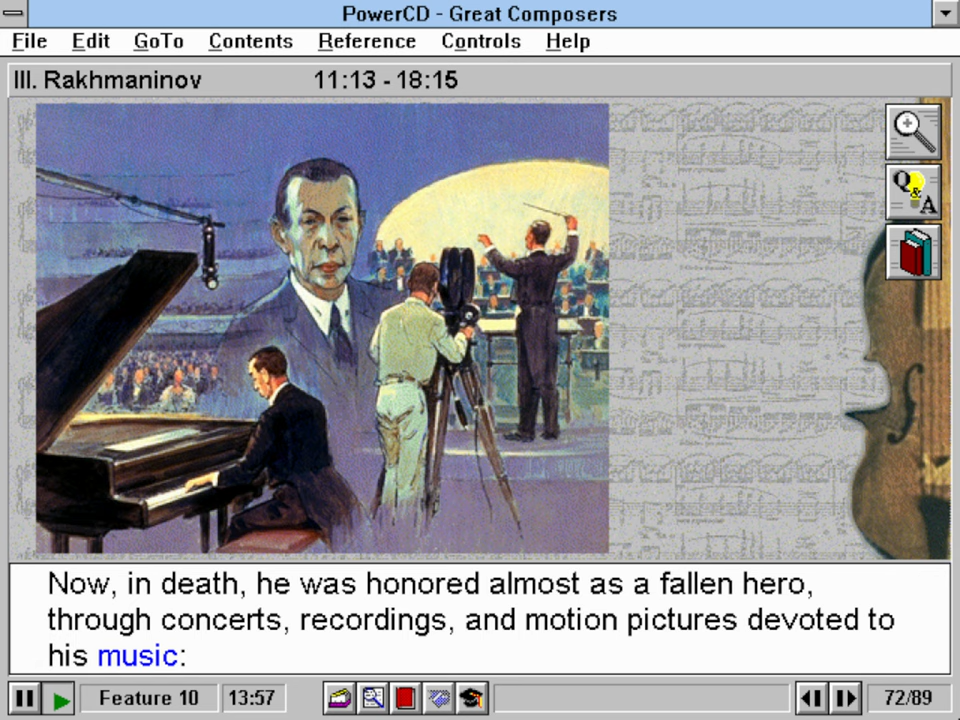 PowerCD - Great Composers
File Edit GoTo Contents Reference Controls Help
III. Rakhmaninov 11:13 - 18:15
Q & A
Now, in death, he was honored almost as a fallen hero,
through concerts, recordings, and motion pictures devoted to
his music:
Feature 10 13:57 72/89